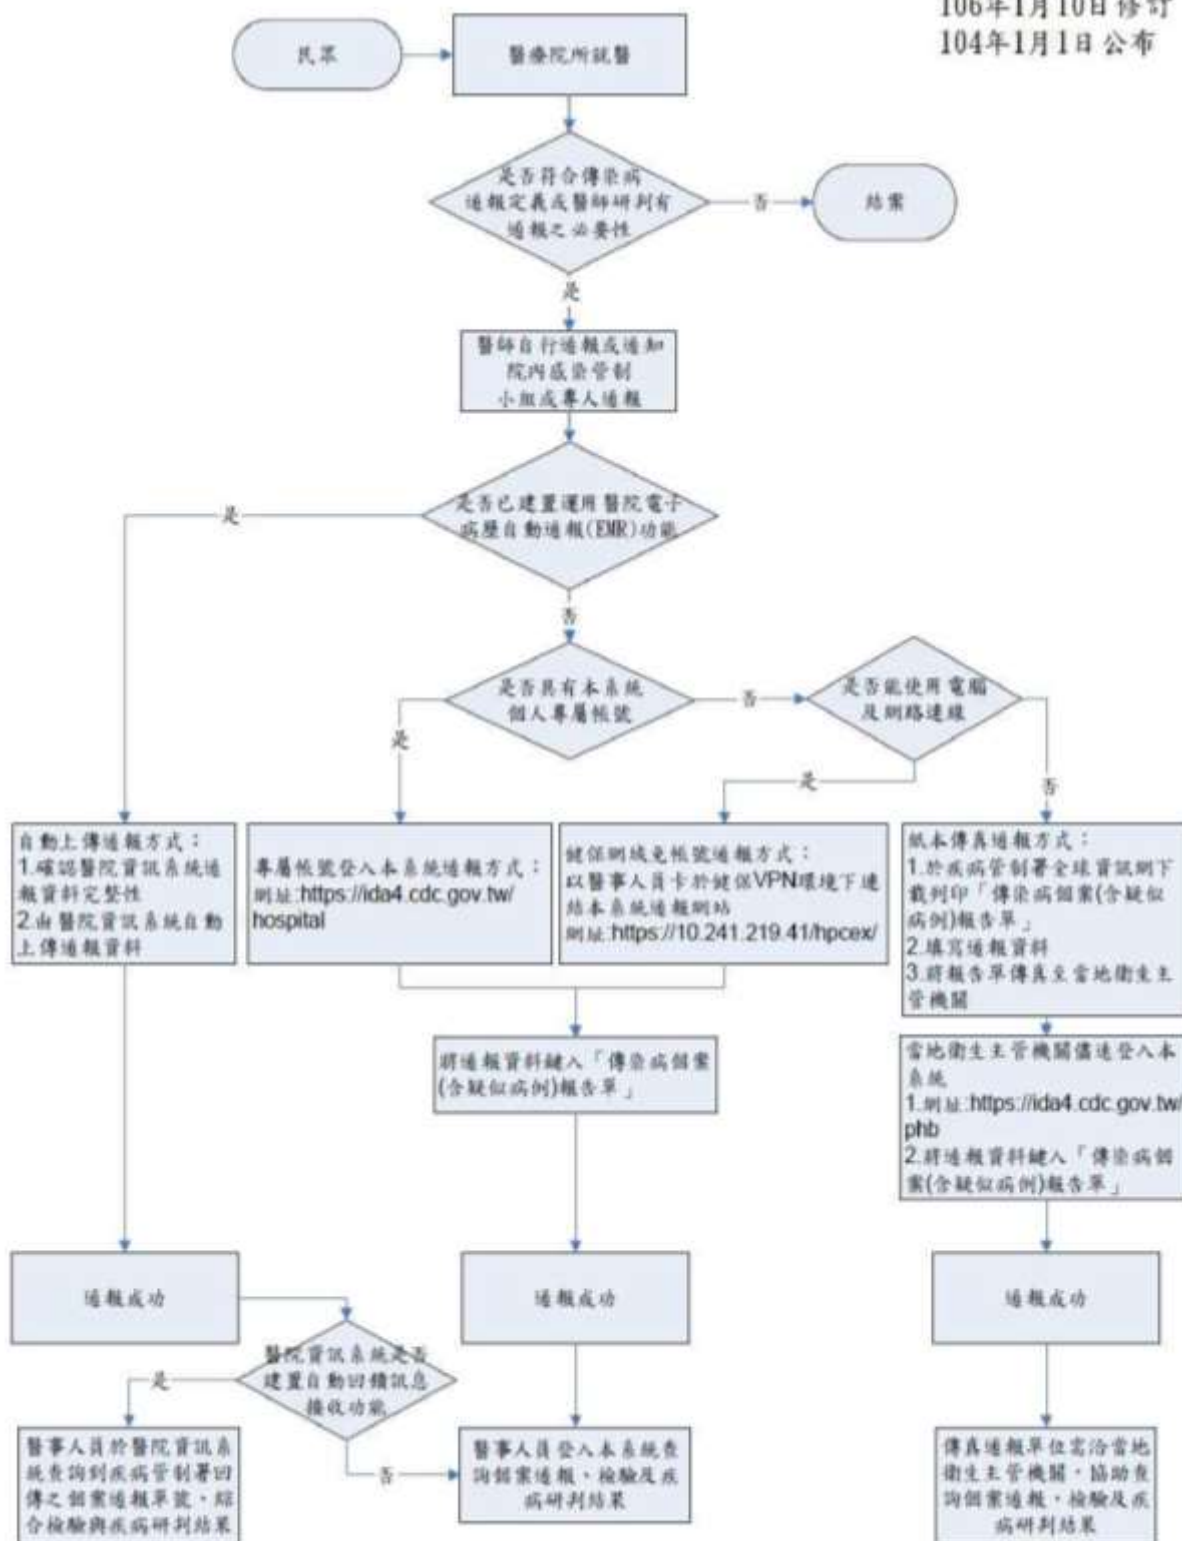 106年1月10日修訂
104年1月1日公布
民眾
醫療院所就醫
是否符合傳染病
通報定義或醫師研判有
通報之必要性
否
結案
是
醫師自行通報或通知
院內感染管制
小組或專人通報
是否已建置運用醫院電子
病歷自動通報(EMR)功能
是
否
是否具有本系統
個人專屬帳號
否
是否能使用電腦
及網路連線
是
是
否
自動上傳通報方式：
1.確認醫院資訊系統通
報資料完整性
2.由醫院資訊系統自動
上傳通報資料
專屬帳號登入本系統通報方式：
網址:https://ida4.cdc.gov.tw/
hospital
健保網域免帳號通報方式：
以醫事人員卡於健保VPN環境下連
結本系統通報網站
網址:https://10.241.219.41/hpcex/
紙本傳真通報方式：
1.於疾病管制署全球資訊網下
載列印「傳染病個案(含疑似
病例)報告單」
2.填寫通報資料
3.將報告單傳真至當地衛生主
管機關
將通報資料鍵入「傳染病個案
(含疑似病例)報告單」
當地衛生主管機關儘速登入本
系統
1.網址:https://ida4.cdc.gov.tw/
phb
2.將通報資料鍵入「傳染病個
案(含疑似病例)報告單」
通報成功
通報成功
通報成功
醫院資訊系統是否
建置自動回饋訊息
接收功能
是
否
醫事人員於醫院資訊系
統查詢到疾病管制署回
傳之個案通報單號、綜
合檢驗與疾病研判結果
醫事人員登入本系統查
詢個案通報、檢驗及疾
病研判結果
傳真通報單位需洽當地
衛生主管機關，協助查
詢個案通報、檢驗及疾
病研判結果